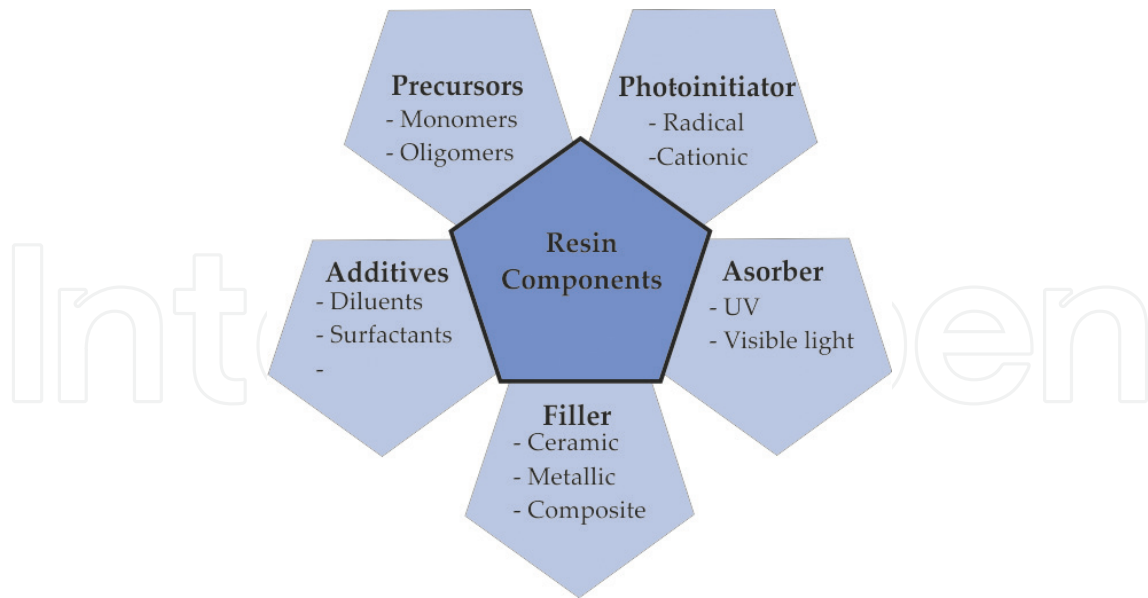 Precursors
- Monomers
- Oligomers
Photoinitiator
- Radical
-Cationic
Resin
Components
Additives
- Diluents
- Surfactants
-
Asorber
- UV
- Visible light
Filler
- Ceramic
- Metallic
- Composite